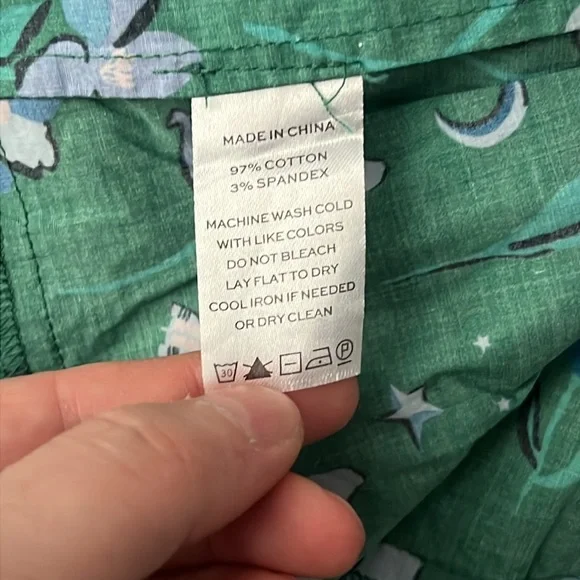 MADE IN CHINA
97% COTTON
3% SPANDEX
MACHINE WASH COLD
WITH LIKE COLORS
DO NOT BLEACH
LAY FLAT TO DRY
COOL IRON IF NEEDED
OR DRY CLEAN
30 P